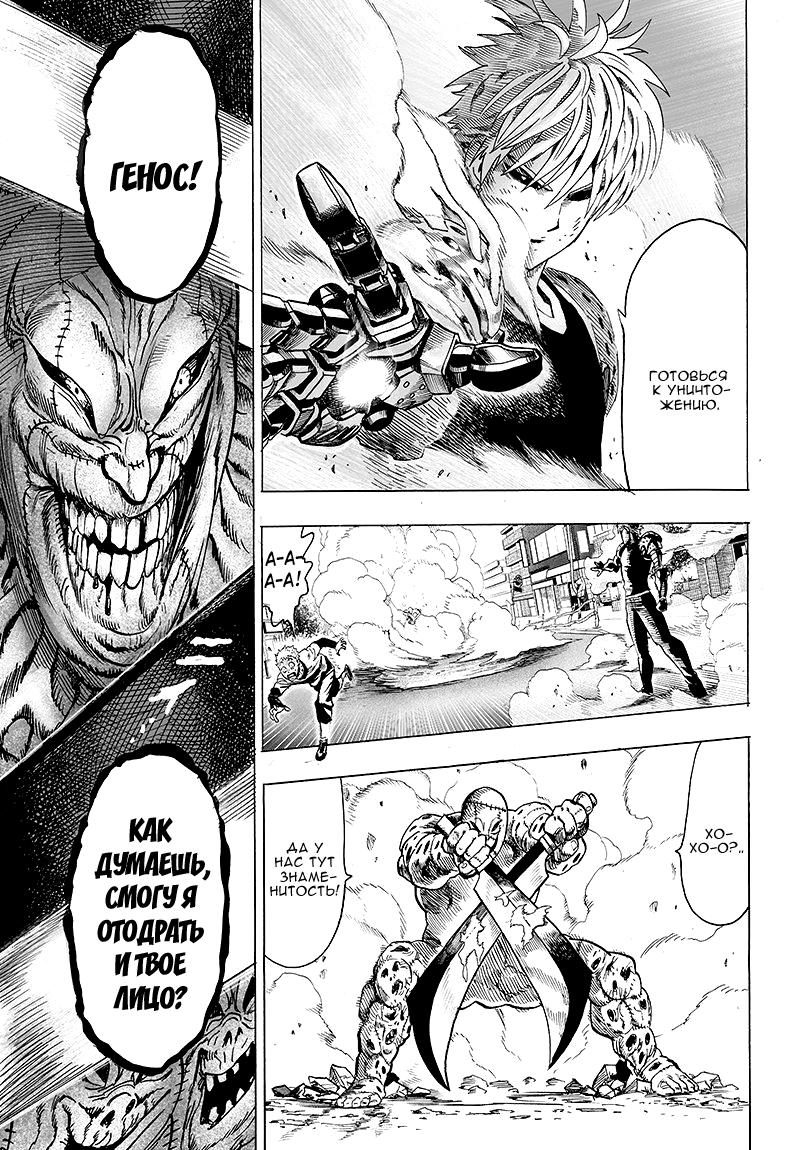 ГОТОВЬСЯ
К УНИЧТО-
ЖЕНИЮ.
А-А-
А-А!
ХО-
ХО-О?..
ДА У
НАС ТУТ
ЗНАМЕ-
НИТОСТЬ!
ГЕНОС!
КАК
ДУМАЕШЬ,
СМОГУ Я
ОТОДРАТЬ
И ТВОЕ
ЛИЦО?